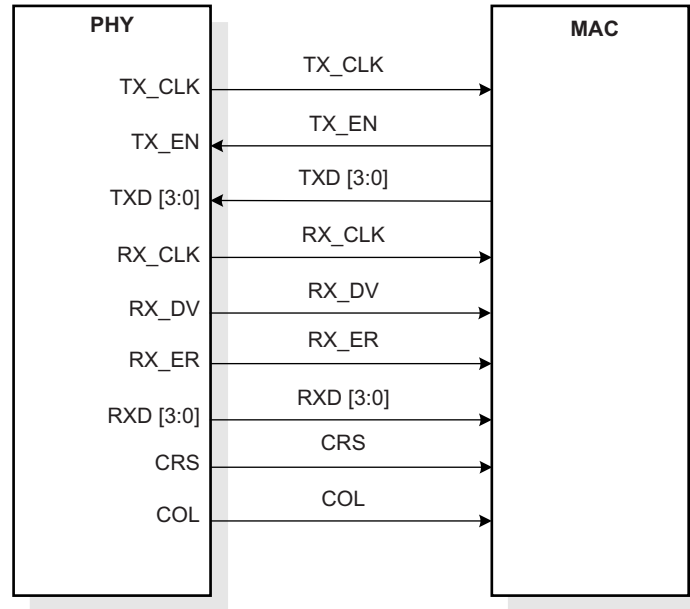 PHY
MAC
TX_CLK
TX_CLK
TX_EN
TX_EN
TXD [3:0]
TXD [3:0]
RX_CLK
RX_CLK
RX_DV
RX_DV
RX_ER
RX_ER
RXD [3:0]
RXD [3:0]
CRS
CRS
COL
COL